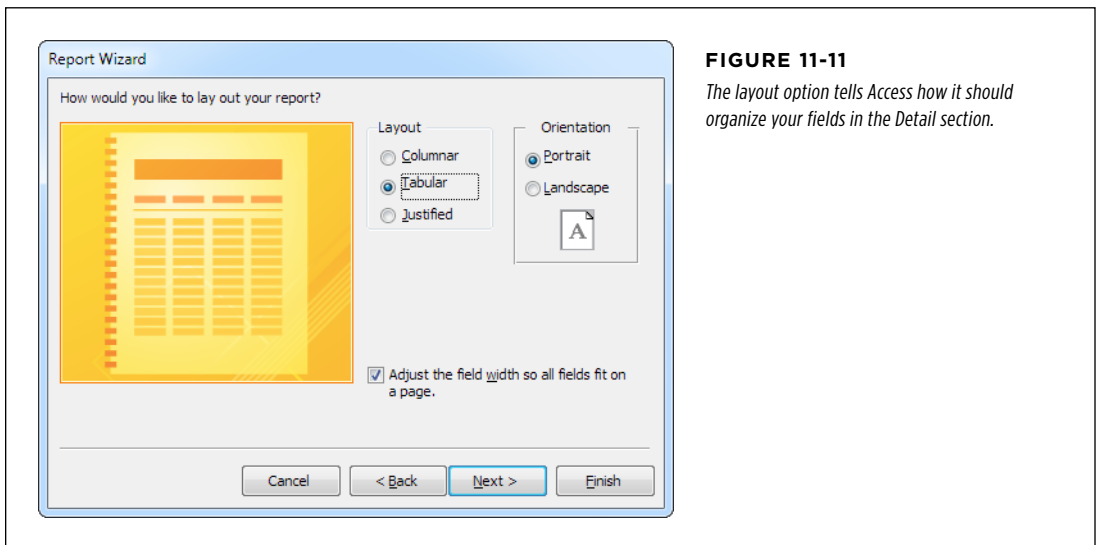 Report Wizard
How would you like to lay out your report?
Layout
Columnar
Tabular
Justified
Orientation
Portrait
Landscape
A
Adjust the field width so all fields fit on
a page.
Cancel
< Back
Next >
Finish
FIGURE 11-11
The layout option tells Access how it should
organize your fields in the Detail section.